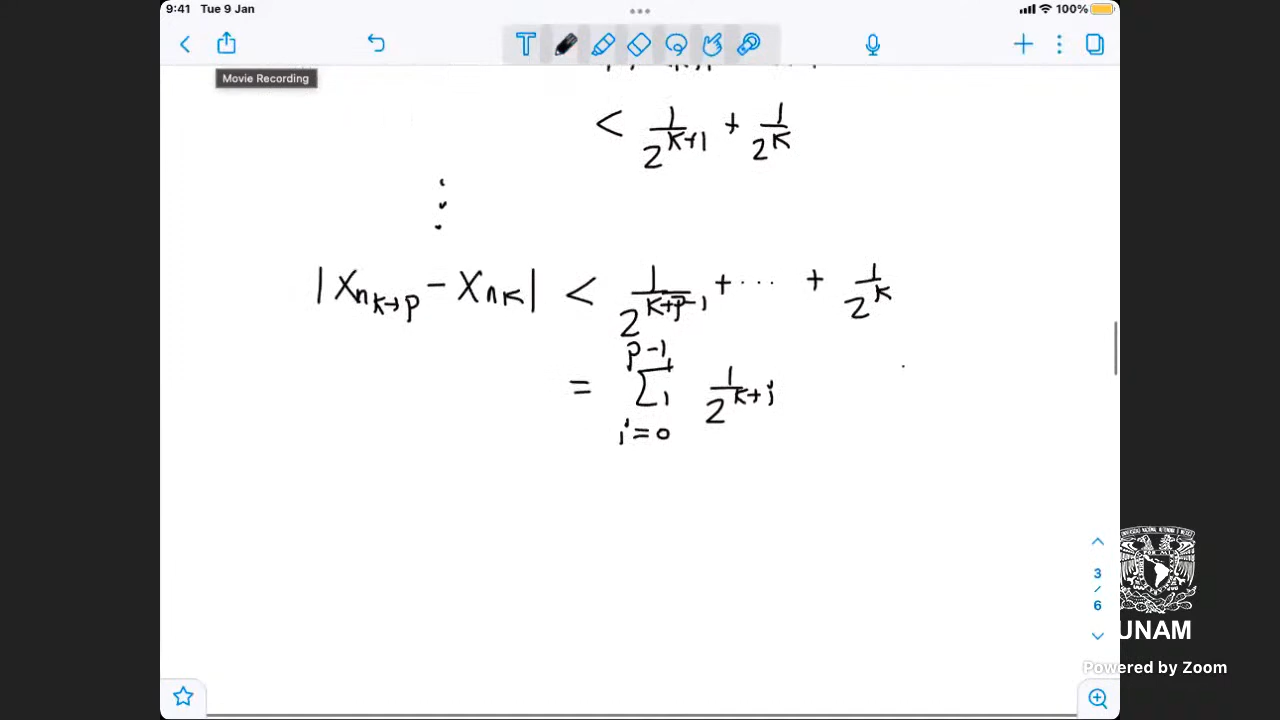 9:41 Tue 9 Jan 100%
T
Movie Recording
< 1/2^{k+1} + 1/2^k
⋮
|x_{n_{k+p}} - x_{n_k}| < 1/2^{k+p-1} + ··· + 1/2^k
= ∑_{i=0}^{p-1} 1/2^{k+i}
3
/
6
UNAM
Powered by Zoom